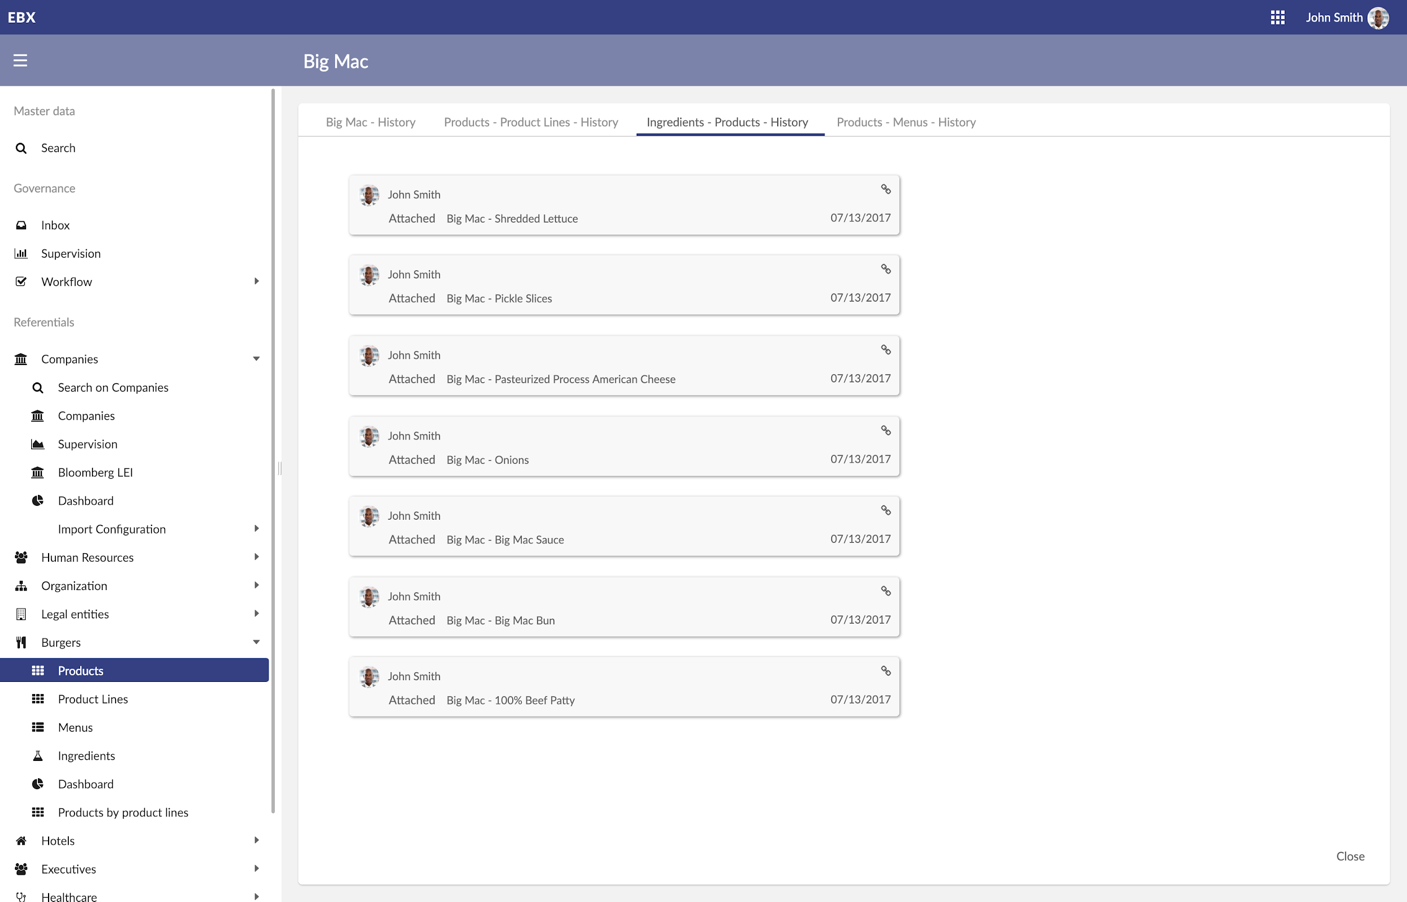 EBX
John Smith
Big Mac
Master data
Search
Governance
Inbox
Supervision
Workflow
Referentials
Companies
Search on Companies
Companies
Supervision
Bloomberg LEI
Dashboard
Import Configuration
Human Resources
Organization
Legal entities
Burgers
Products
Product Lines
Menus
Ingredients
Dashboard
Products by product lines
Hotels
Executives
Healthcare
Big Mac - History
Products - Product Lines - History
Ingredients - Products - History
Products - Menus - History
John Smith
Attached Big Mac - Shredded Lettuce 07/13/2017
John Smith
Attached Big Mac - Pickle Slices 07/13/2017
John Smith
Attached Big Mac - Pasteurized Process American Cheese 07/13/2017
John Smith
Attached Big Mac - Onions 07/13/2017
John Smith
Attached Big Mac - Big Mac Sauce 07/13/2017
John Smith
Attached Big Mac - Big Mac Bun 07/13/2017
John Smith
Attached Big Mac - 100% Beef Patty 07/13/2017
Close